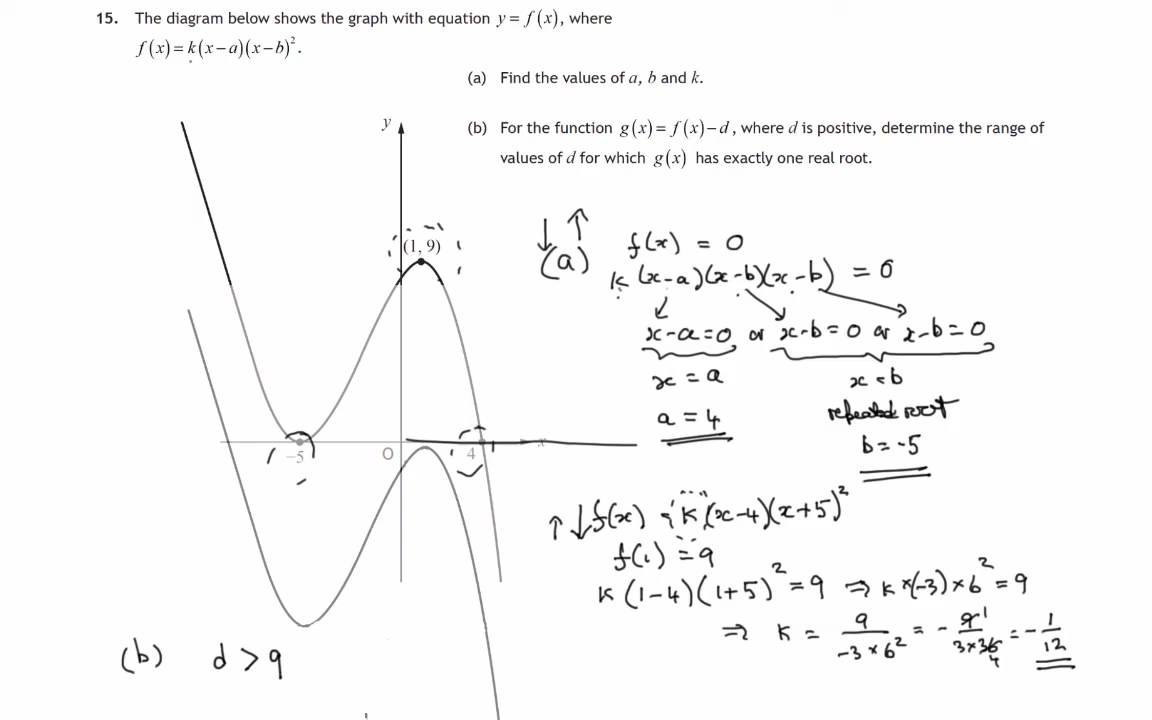 15. The diagram below shows the graph with equation y = f(x), where
f(x) = k(x−a)(x−b)².
(a) Find the values of a, b and k.
(b) For the function g(x) = f(x)−d, where d is positive, determine the range of
values of d for which g(x) has exactly one real root.
y
(1, 9)
−5
O
4
x
(a) f(x) = 0
k(x-a)(x-b)(x-b) = 0
x-a=0 or x-b=0 or x-b=0
x = a x = b
repeated root
a = 4
b = -5
f(x) = k(x-4)(x+5)²
f(1) = 9
k(1-4)(1+5)² = 9 ⇒ k×(-3)×6² = 9
⇒ k = 9/(-3×6²) = - 9 1/(3×36 4) = -1/12
(b) d > 9